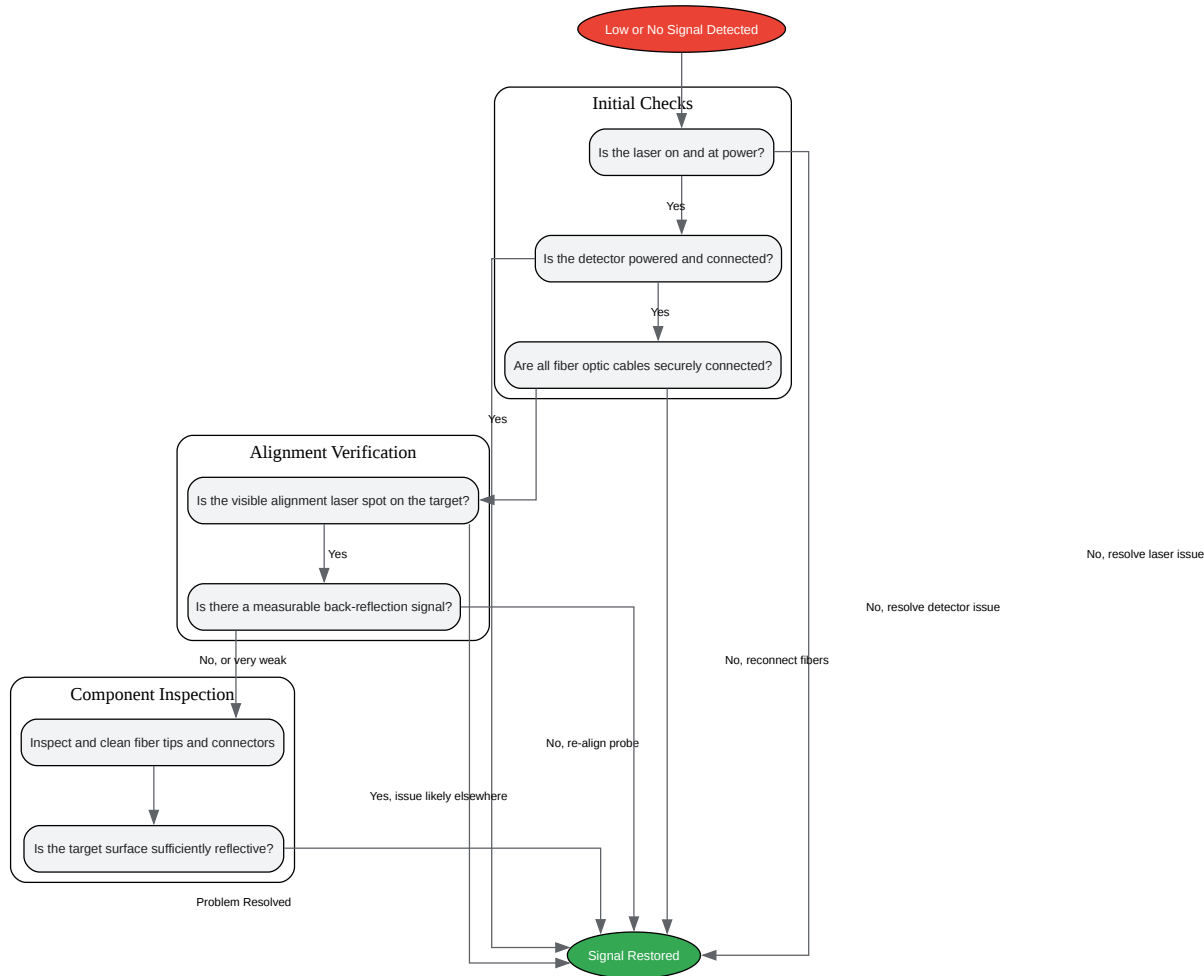 Low or No Signal Detected
Initial Checks
Is the laser on and at power?
Yes
Is the detector powered and connected?
Yes
Are all fiber optic cables securely connected?
Yes
Alignment Verification
Is the visible alignment laser spot on the target?
Yes
No, resolve laser issue
Is there a measurable back-reflection signal?
No, resolve detector issue
No, or very weak
No, reconnect fibers
Component Inspection
Inspect and clean fiber tips and connectors
No, re-align probe
Yes, issue likely elsewhere
Is the target surface sufficiently reflective?
Problem Resolved
Signal Restored